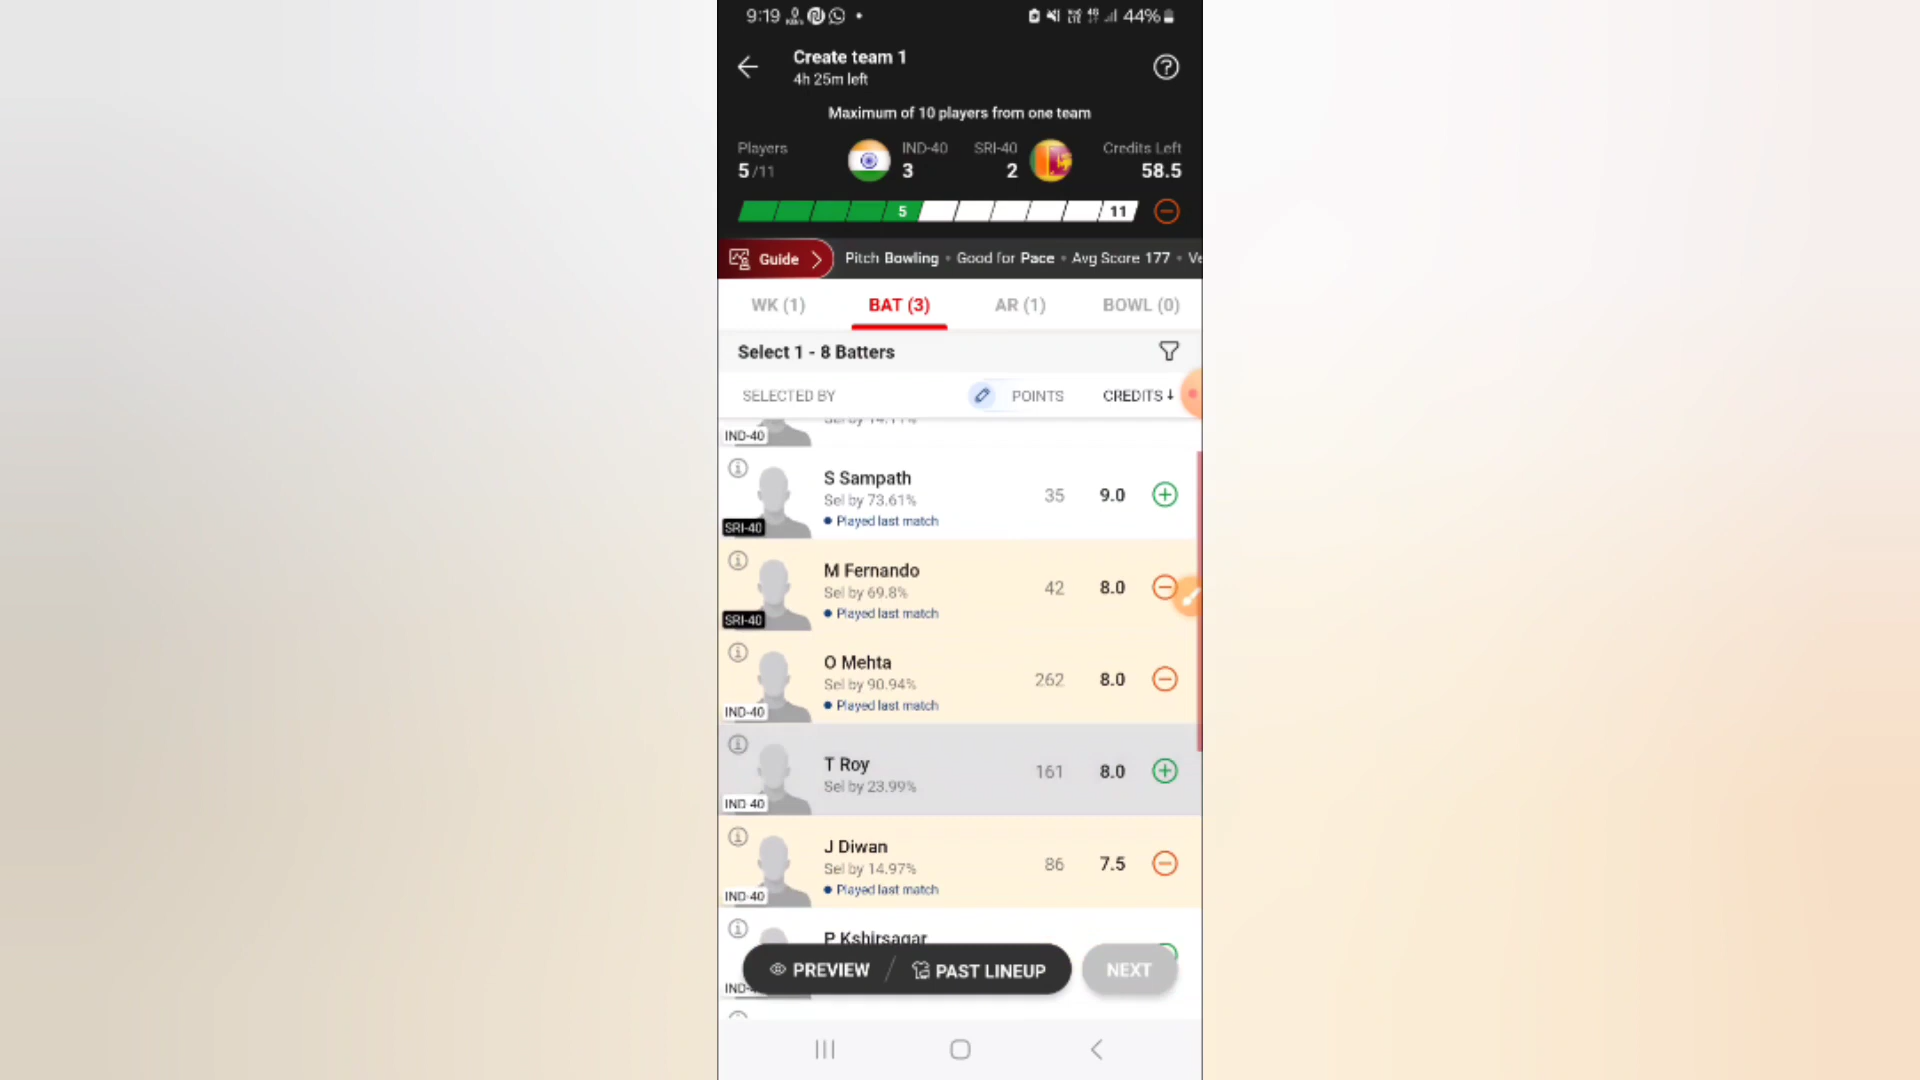 9:19 44%
Create team 1
4h 25m left
Maximum of 10 players from one team
Players IND-40 SRI-40 Credits Left
5/11 3 2 58.5
5 11
Guide Pitch Bowling • Good for Pace • Avg Score 177 • Ve
WK (1) BAT (3) AR (1) BOWL (0)
Select 1 - 8 Batters
SELECTED BY POINTS CREDITS↓
IND-40
S Sampath
Sel by 73.61% 35 9.0
Played last match
SRI-40
M Fernando
Sel by 69.8% 42 8.0
Played last match
SRI-40
O Mehta
Sel by 90.94% 262 8.0
Played last match
IND-40
T Roy 161 8.0
Sel by 23.99%
IND-40
J Diwan
Sel by 14.97% 86 7.5
Played last match
IND-40
P Kshirsagar
PREVIEW / PAST LINEUP NEXT